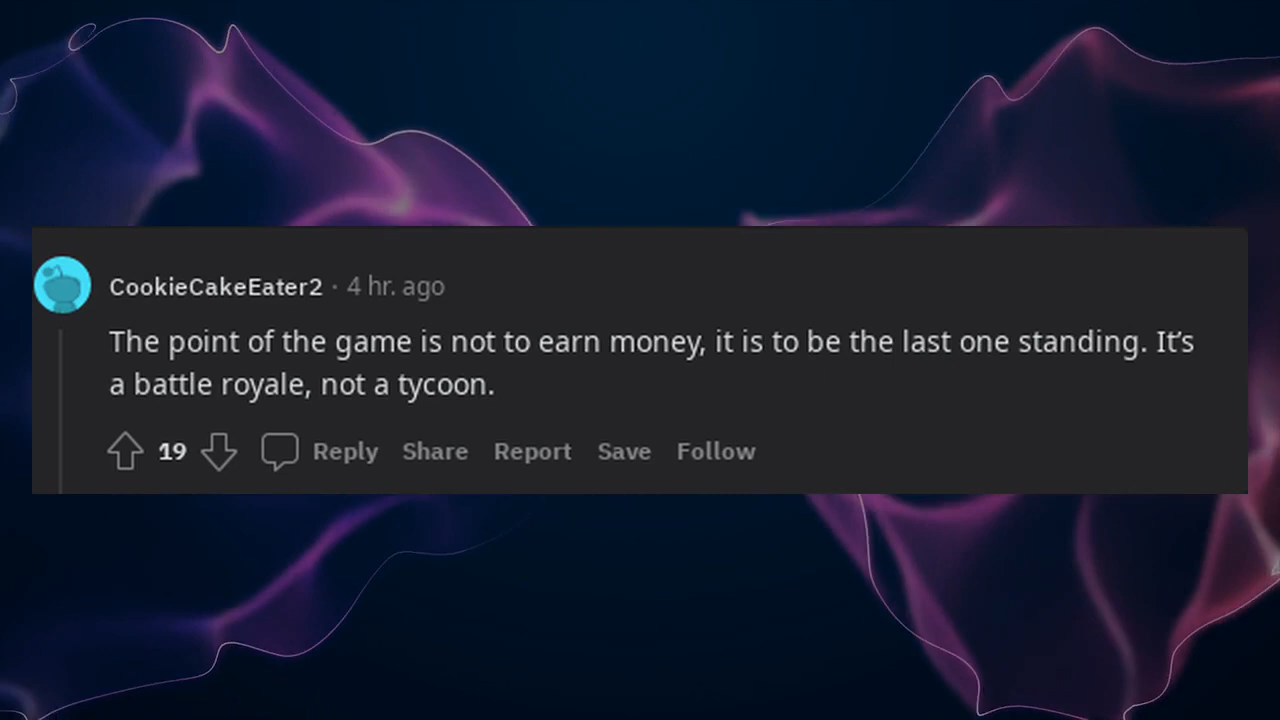 CookieCakeEater2 · 4 hr. ago
The point of the game is not to earn money, it is to be the last one standing. It’s
a battle royale, not a tycoon.
19 Reply Share Report Save Follow